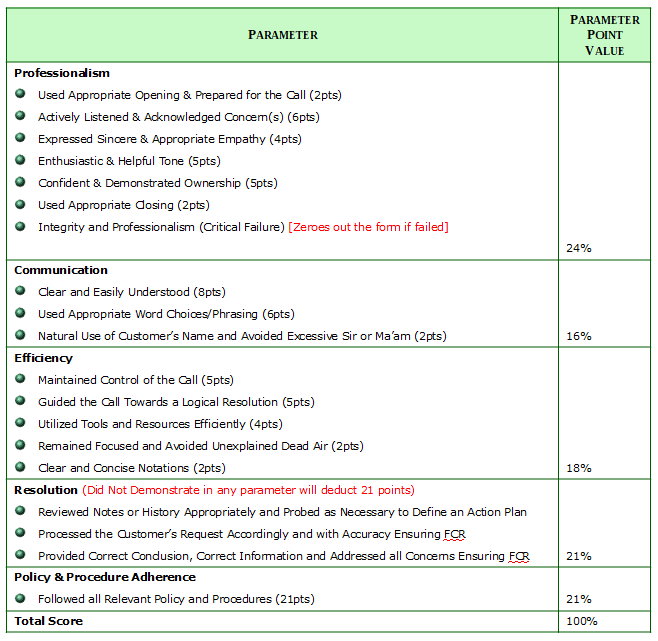 PARAMETER
PARAMETER
POINT
VALUE
Professionalism
Used Appropriate Opening & Prepared for the Call (2pts)
Actively Listened & Acknowledged Concern(s) (6pts)
Expressed Sincere & Appropriate Empathy (4pts)
Enthusiastic & Helpful Tone (5pts)
Confident & Demonstrated Ownership (5pts)
Used Appropriate Closing (2pts)
Integrity and Professionalism (Critical Failure) [Zeroes out the form if failed]
24%
Communication
Clear and Easily Understood (8pts)
Used Appropriate Word Choices/Phrasing (6pts)
Natural Use of Customer's Name and Avoided Excessive Sir or Ma'am (2pts)
16%
Efficiency
Maintained Control of the Call (5pts)
Guided the Call Towards a Logical Resolution (5pts)
Utilized Tools and Resources Efficiently (4pts)
Remained Focused and Avoided Unexplained Dead Air (2pts)
Clear and Concise Notations (2pts)
18%
Resolution (Did Not Demonstrate in any parameter will deduct 21 points)
Reviewed Notes or History Appropriately and Probed as Necessary to Define an Action Plan
Processed the Customer's Request Accordingly and with Accuracy Ensuring FCR
Provided Correct Conclusion, Correct Information and Addressed all Concerns Ensuring FCR
21%
Policy & Procedure Adherence
Followed all Relevant Policy and Procedures (21pts)
21%
Total Score
100%